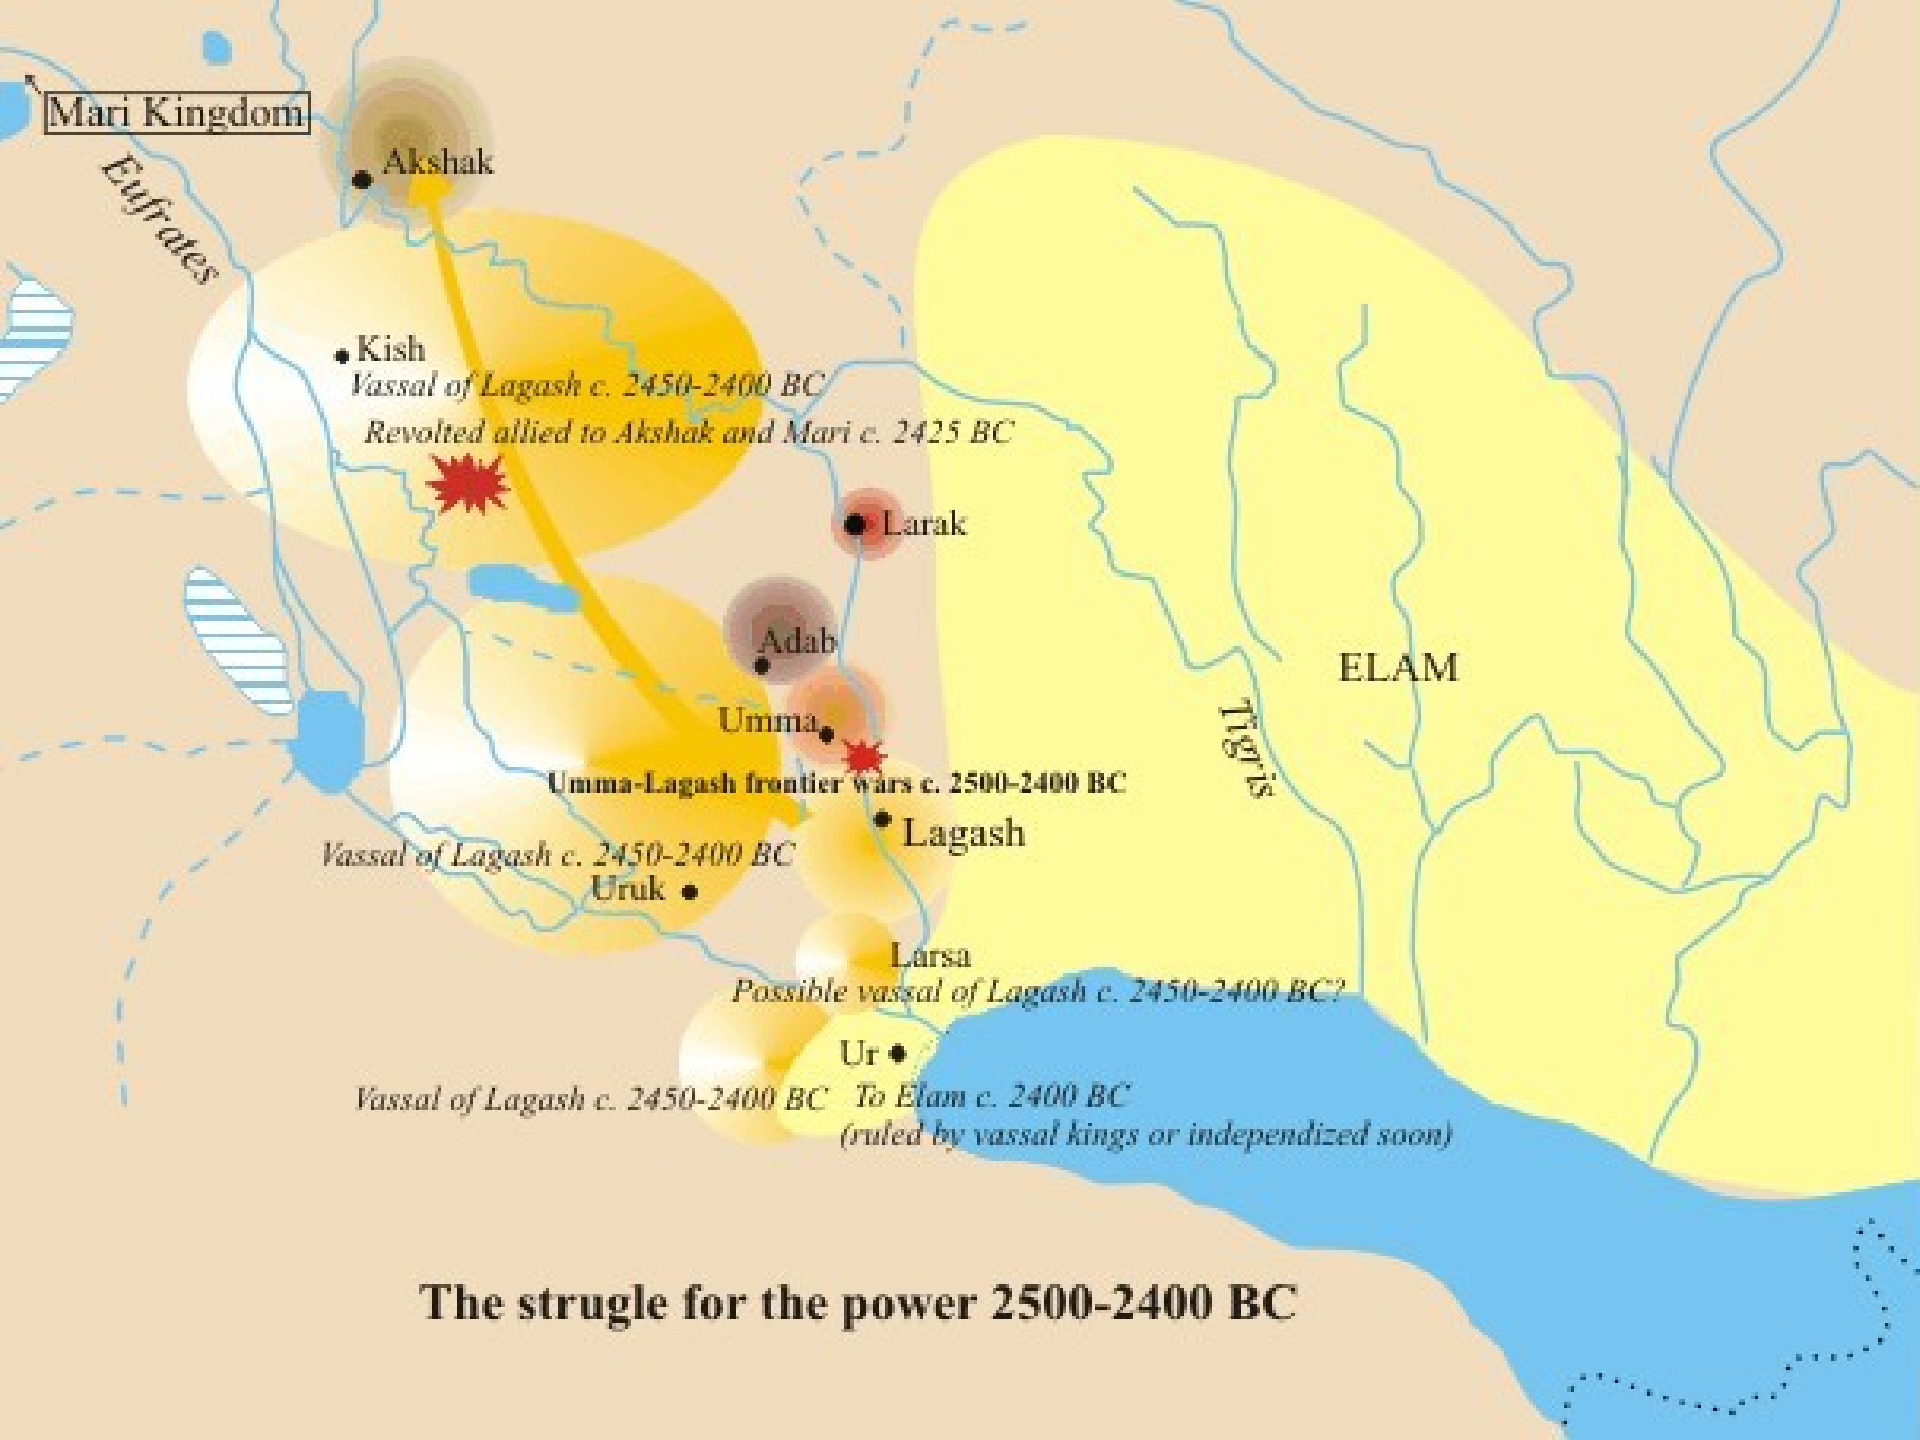 Mari Kingdom
Akshak
Eufrates
Kish
Vassal of Lagash c. 2450-2400 BC
Revolted allied to Akshak and Mari c. 2425 BC
Larak
Adab
ELAM
Umma
Tigris
Umma-Lagash frontier wars c. 2500-2400 BC
Lagash
Vassal of Lagash c. 2450-2400 BC
Uruk
Larsa
Possible vassal of Lagash c. 2450-2400 BC?
Ur
Vassal of Lagash c. 2450-2400 BC
To Elam c. 2400 BC
(ruled by vassal kings or independized soon)
The strugle for the power 2500-2400 BC